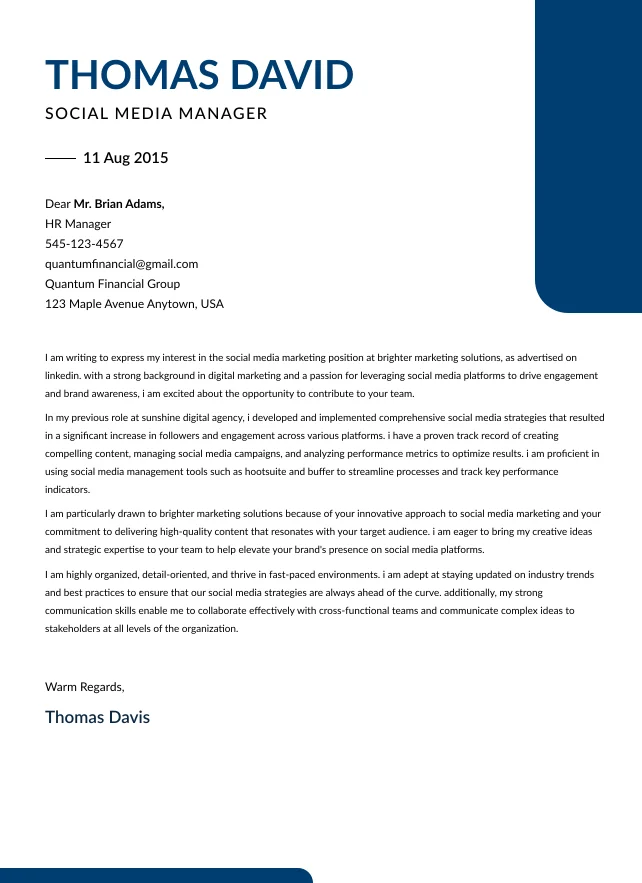 THOMAS DAVID
SOCIAL MEDIA MANAGER
11 Aug 2015
Dear Mr. Brian Adams,
HR Manager
545-123-4567
quantumfinancial@gmail.com
Quantum Financial Group
123 Maple Avenue Anytown, USA
I am writing to express my interest in the social media marketing position at brighter marketing solutions, as advertised on
linkedin. with a strong background in digital marketing and a passion for leveraging social media platforms to drive engagement
and brand awareness, i am excited about the opportunity to contribute to your team.
In my previous role at sunshine digital agency, i developed and implemented comprehensive social media strategies that resulted
in a significant increase in followers and engagement across various platforms. i have a proven track record of creating
compelling content, managing social media campaigns, and analyzing performance metrics to optimize results. i am proficient in
using social media management tools such as hootsuite and buffer to streamline processes and track key performance
indicators.
I am particularly drawn to brighter marketing solutions because of your innovative approach to social media marketing and your
commitment to delivering high-quality content that resonates with your target audience. i am eager to bring my creative ideas
and strategic expertise to your team to help elevate your brand's presence on social media platforms.
I am highly organized, detail-oriented, and thrive in fast-paced environments. i am adept at staying updated on industry trends
and best practices to ensure that our social media strategies are always ahead of the curve. additionally, my strong
communication skills enable me to collaborate effectively with cross-functional teams and communicate complex ideas to
stakeholders at all levels of the organization.
Warm Regards,
Thomas Davis